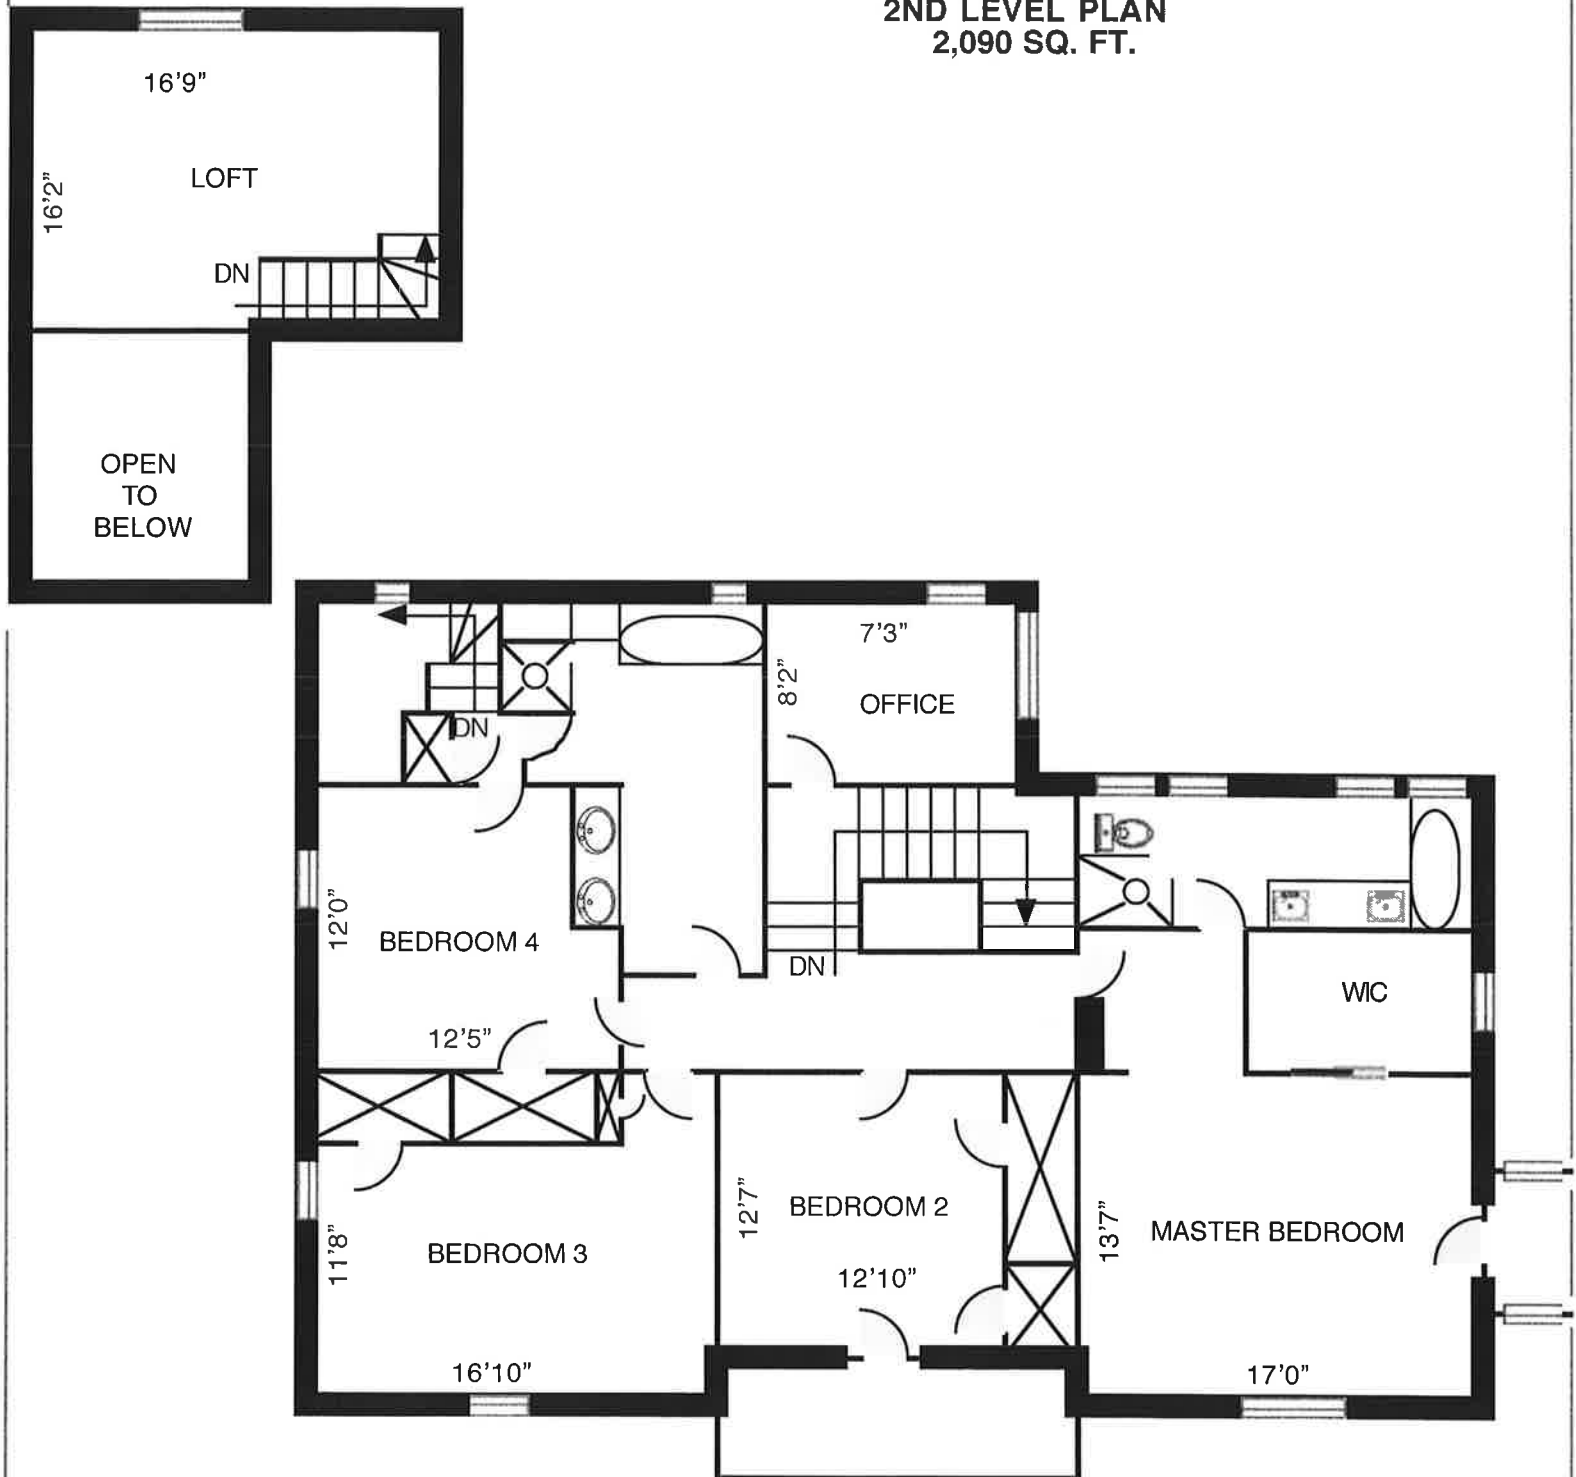 2ND LEVEL PLAN
2,090 SQ. FT.
16'9"
LOFT
16'2"
DN
OPEN
TO
BELOW
7'3"
8'2"
OFFICE
DN
12'0"
BEDROOM 4
DN
WIC
12'5"
12'7"
BEDROOM 2
13'7"
MASTER BEDROOM
11'8"
BEDROOM 3
12'10"
16'10"
17'0"